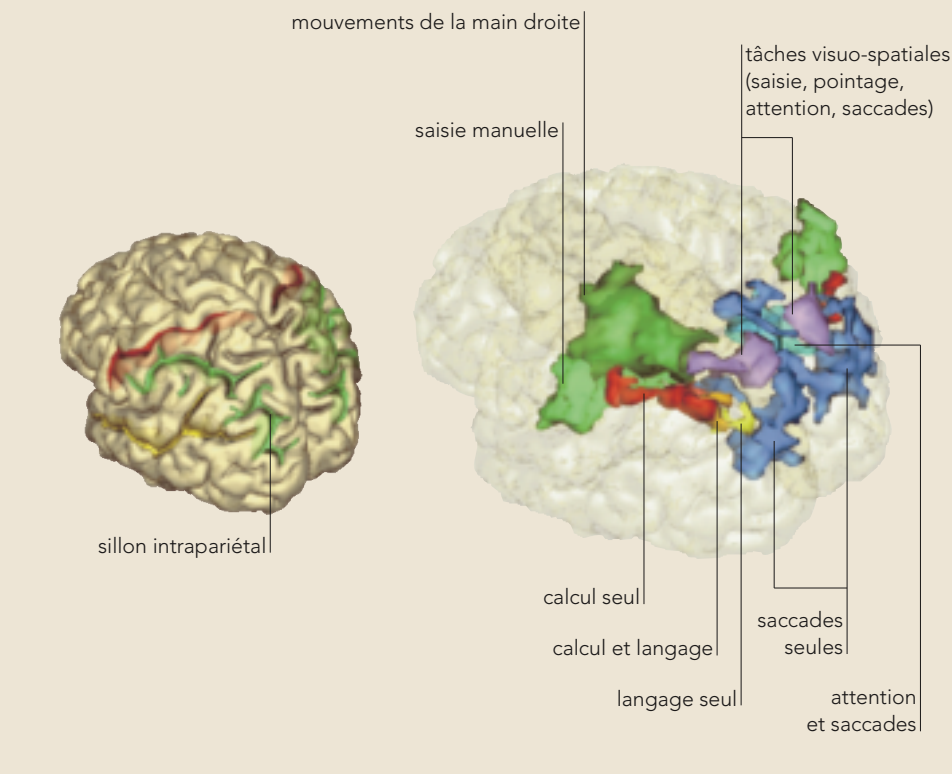 mouvements de la main droite
tâches visuo-spatiales
(saisie, pointage,
attention, saccades)
saisie manuelle
sillon intrapariétal
calcul seul
calcul et langage
langage seul
saccades
seules
attention
et saccades